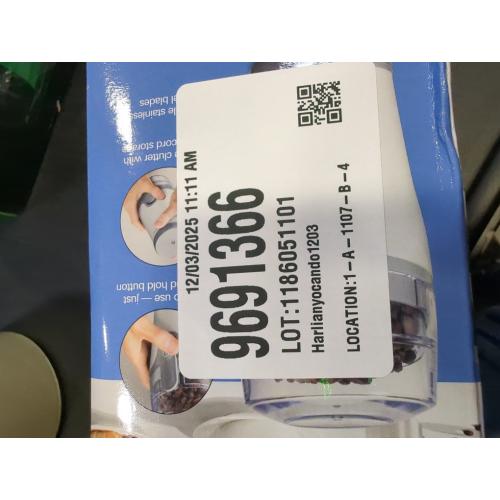 12/03/2025 11:11 AM
9691366
LOT:1186051101
Harlianyocando1203
LOCATION:1-A-1107-B-4
use — just
hold button
clutter with
cord storage
stainless
blades